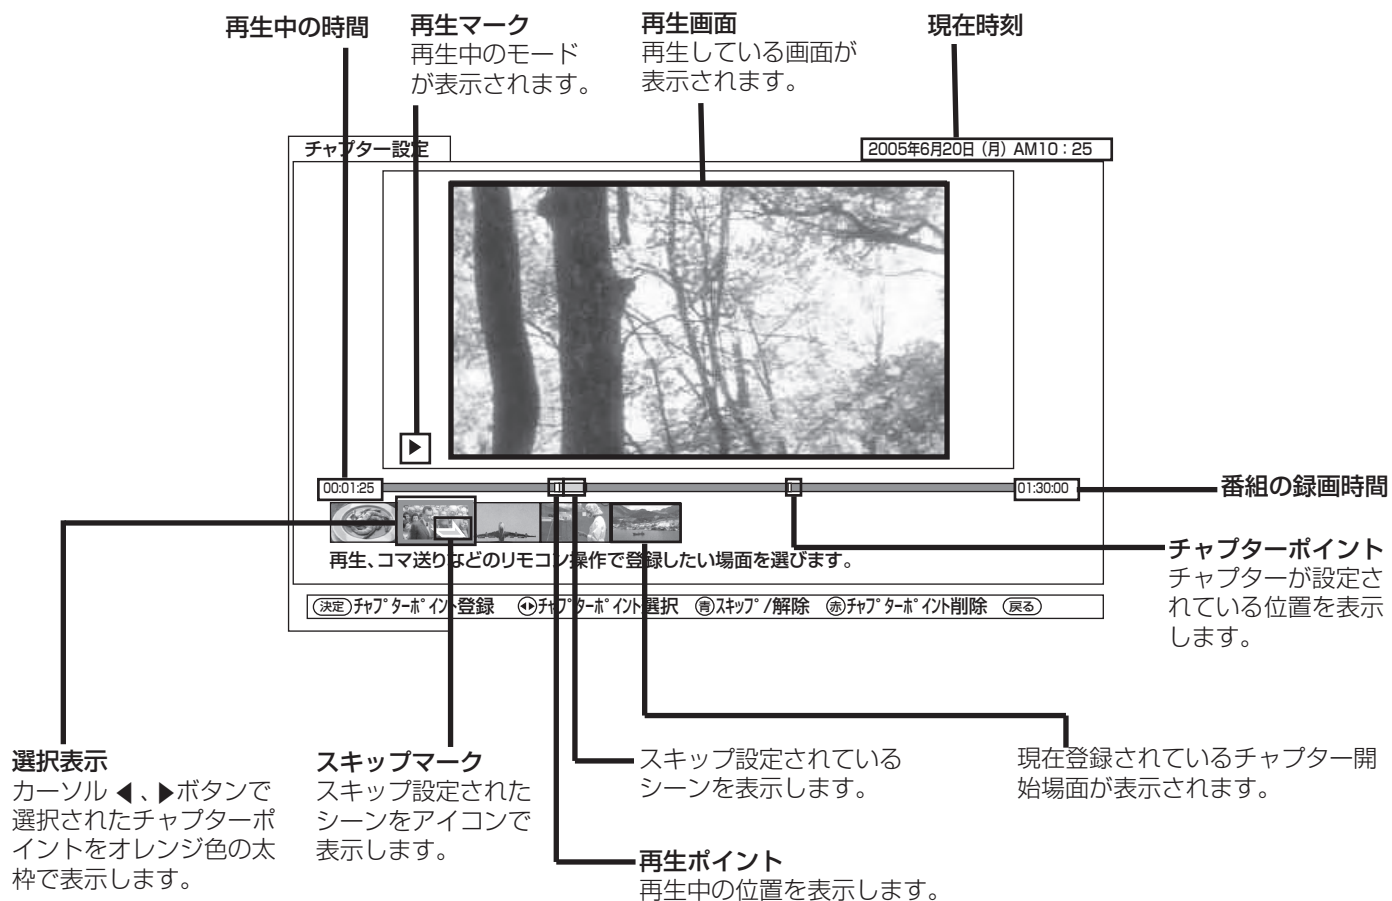 再生中の時間
再生マーク
再生中のモード
が表示されます。
再生画面
再生している画面が
表示されます。
現在時刻
チャプター設定
2005年6月20日（月）AM10：25
00:01:25
01:30:00
番組の録画時間
再生、コマ送りなどのリモコン操作で登録したい場面を選びます。
決定 ﾁｬﾌﾟﾀｰﾎﾟｲﾝﾄ登録 ◀▶ﾁｬﾌﾟﾀｰﾎﾟｲﾝﾄ選択 青ｽｷｯﾌﾟ/解除 赤ﾁｬﾌﾟﾀｰﾎﾟｲﾝﾄ削除 戻る
チャプターポイント
チャプターが設定さ
れている位置を表示
します。
選択表示
カーソル ◀、▶ボタンで
選択されたチャプターポ
イントをオレンジ色の太
枠で表示します。
スキップマーク
スキップ設定された
シーンをアイコンで
表示します。
スキップ設定されている
シーンを表示します。
再生ポイント
再生中の位置を表示します。
現在登録されているチャプター開
始場面が表示されます。